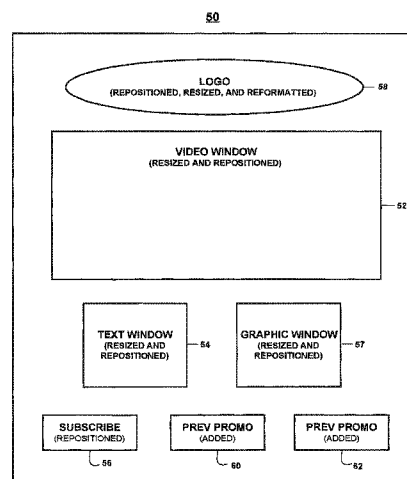 50
LOGO
(REPOSITIONED, RESIZED, AND REFORMATTED)
58
VIDEO WINDOW
(RESIZED AND REPOSITIONED)
52
TEXT WINDOW
(RESIZED AND
REPOSITIONED)
54
GRAPHIC WINDOW
(RESIZED AND
REPOSITIONED)
57
SUBSCRIBE
(REPOSITIONED)
56
PREV PROMO
(ADDED)
60
PREV PROMO
(ADDED)
62